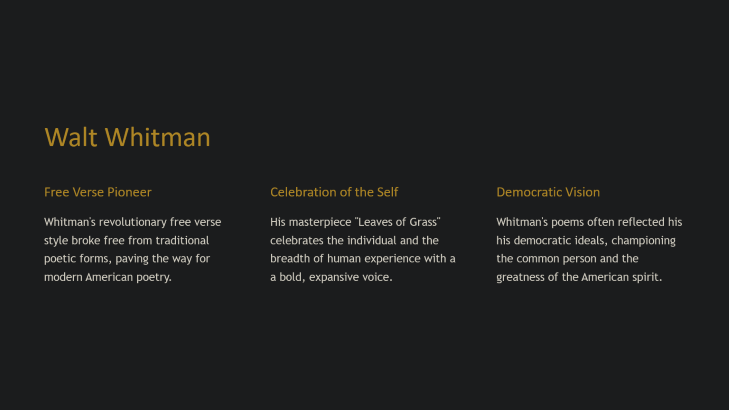 Walt Whitman
Free Verse Pioneer
Whitman's revolutionary free verse
style broke free from traditional
poetic forms, paving the way for
modern American poetry.
Celebration of the Self
His masterpiece "Leaves of Grass"
celebrates the individual and the
breadth of human experience with a
a bold, expansive voice.
Democratic Vision
Whitman's poems often reflected his
his democratic ideals, championing
the common person and the
greatness of the American spirit.